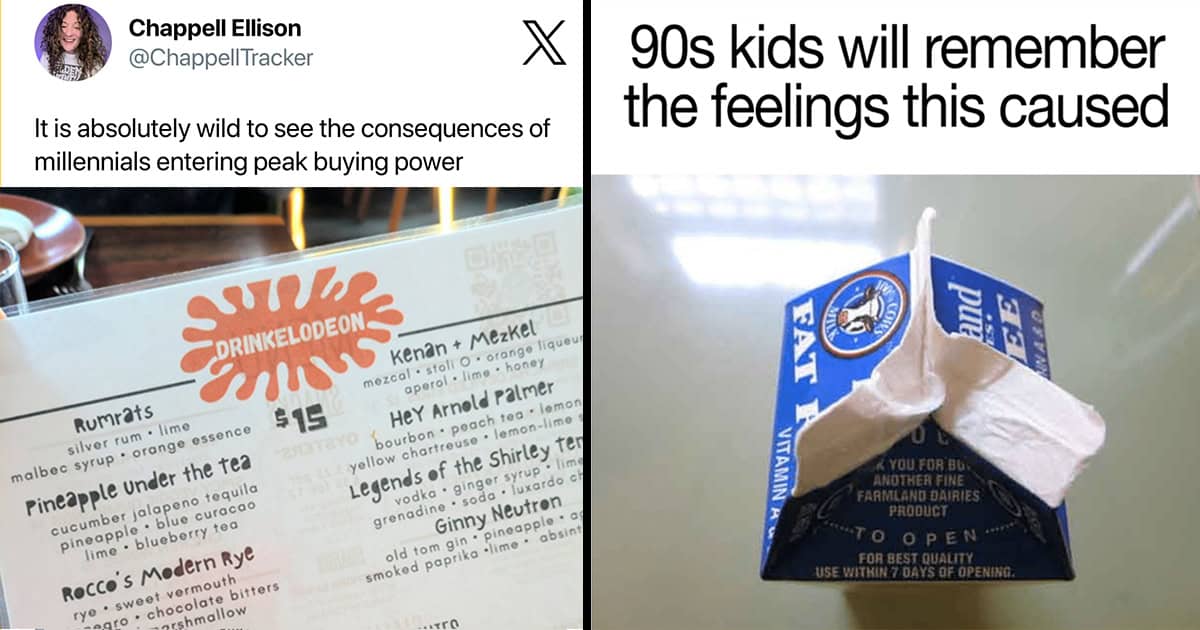 Chappell Ellison
@ChappellTracker
It is absolutely wild to see the consequences of
millennials entering peak buying power
DRINKELODEON
$15
Rumrats
silver rum • lime
malbec syrup • orange essence
Pineapple under the tea
cucumber jalapeno tequila
pineapple • blue curacao
lime • blueberry tea
Rocco's Modern Rye
rye • sweet vermouth
chocolate bitters
Kenan + Mezkel
mezcal • stoli O • orange liqueur
aperol • lime • honey
Hey Arnold Palmer
bourbon • peach tea • lemon
yellow chartreuse • lemon-lime
Legends of the Shirley
vodka • ginger syrup • lime
grenadine • soda • luxardo
Ginny Neutron
old tom gin • pineapple
smoked paprika • lime • absint
90s kids will remember
the feelings this caused
MILK
COWS
FAT
VITAMIN A
and
YOU FOR
ANOTHER FINE
FARMLAND DAIRIES
PRODUCT
TO OPEN
FOR BEST QUALITY
USE WITHIN 7 DAYS OF OPENING.